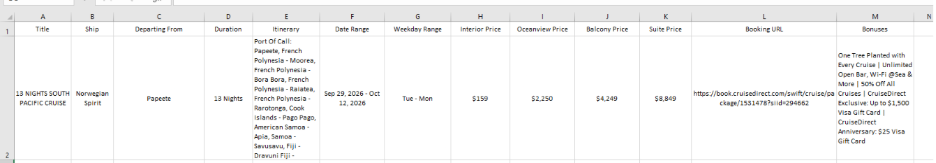 A B C D E F G H I J K L M N
1 Title Ship Departing From Duration Itinerary Date Range Weekday Range Interior Price Oceanview Price Balcony Price Suite Price Booking URL Bonuses
2
13 NIGHTS SOUTH
PACIFIC CRUISE
Norwegian
Spirit
Papeete
13 Nights
Port Of Call:
Papeete, French
Polynesia - Moorea,
French Polynesia -
Bora Bora, French
Polynesia - Raiatea,
French Polynesia -
Rarotonga, Cook
Islands - Pago Pago,
American Samoa -
Apia, Samoa -
Savusavu, Fiji -
Dravuni Fiji -
Sep 29, 2026 - Oct
12, 2026
Tue - Mon
$159
$2,250
$4,249
$8,849
https://book.cruisedirect.com/swift/cruise/pa
ckage/1531478?siid=294662
One Tree Planted with
Every Cruise | Unlimited
Open Bar, Wi-Fi @Sea &
More | 50% Off All
Cruises | CruiseDirect
Exclusive: Up to $1,500
Visa Gift Card |
CruiseDirect
Anniversary: $25 Visa
Gift Card